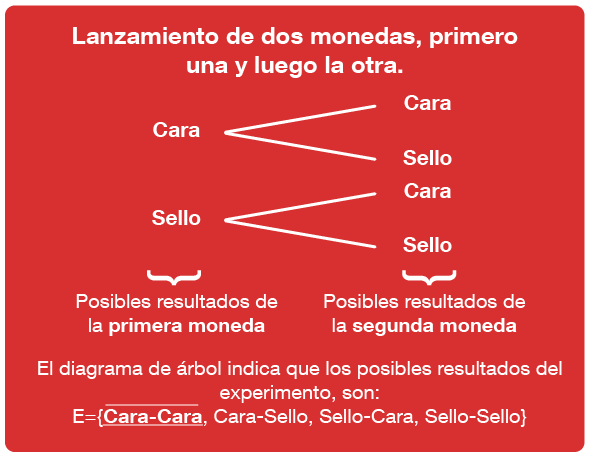 Lanzamiento de dos monedas, primero
una y luego la otra.
Cara
Cara
Sello
Sello
Cara
Sello
Posibles resultados de
la primera moneda
Posibles resultados de
la segunda moneda
El diagrama de árbol indica que los posibles resultados del
experimento, son:
E={Cara-Cara, Cara-Sello, Sello-Cara, Sello-Sello}